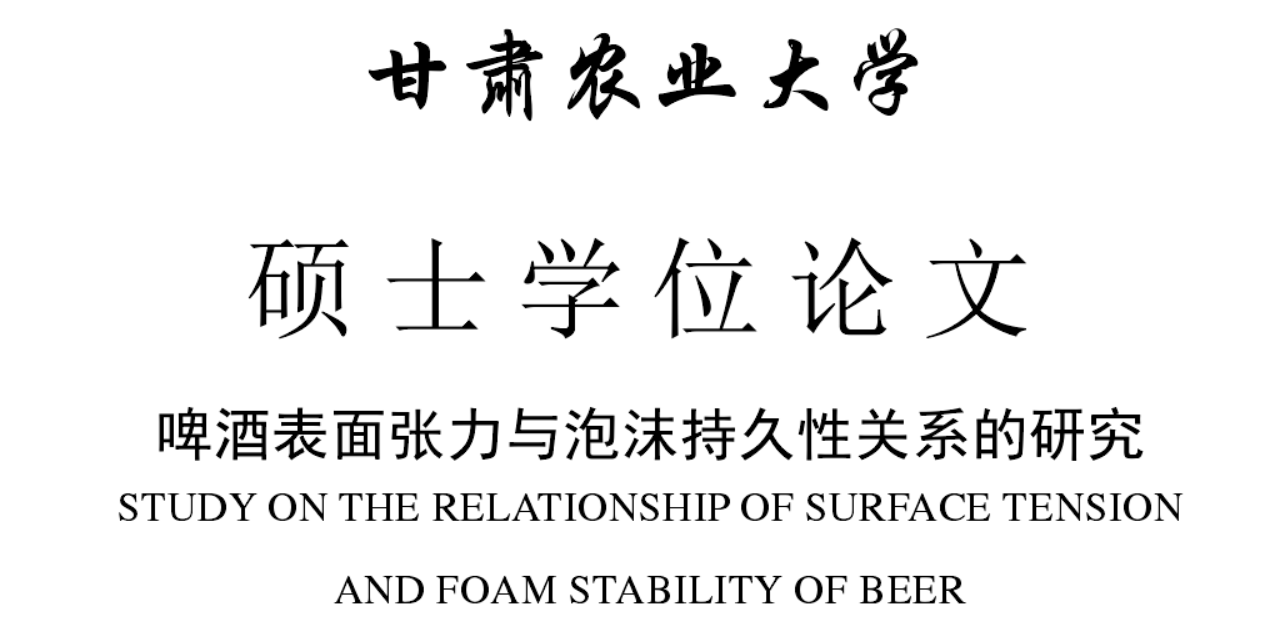 甘肃农业大学
硕士学位论文
啤酒表面张力与泡沫持久性关系的研究
STUDY ON THE RELATIONSHIP OF SURFACE TENSION
AND FOAM STABILITY OF BEER